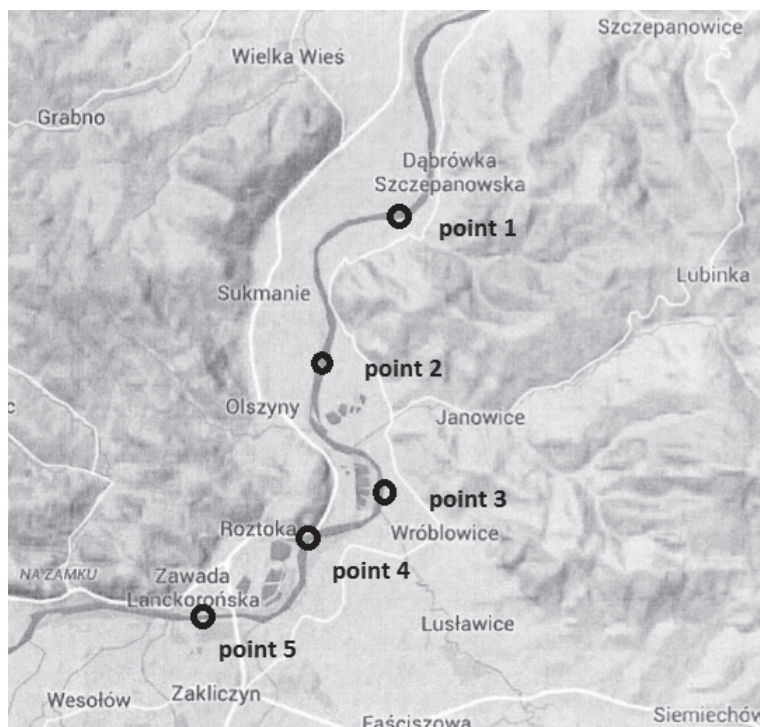 Szczepanowice
Wielka Wieś
Grabno
Dąbrówka
Szczepanowska
point 1
Lubinka
Sukmanie
point 2
Olszyny
Janowice
c
point 3
Roztoka
Wróblowice
point 4
NA ZAMKU
Zawada
Lanckorońska
Lusławice
point 5
Wesołów
Zakliczyn
Faściszowa
Siemiechów